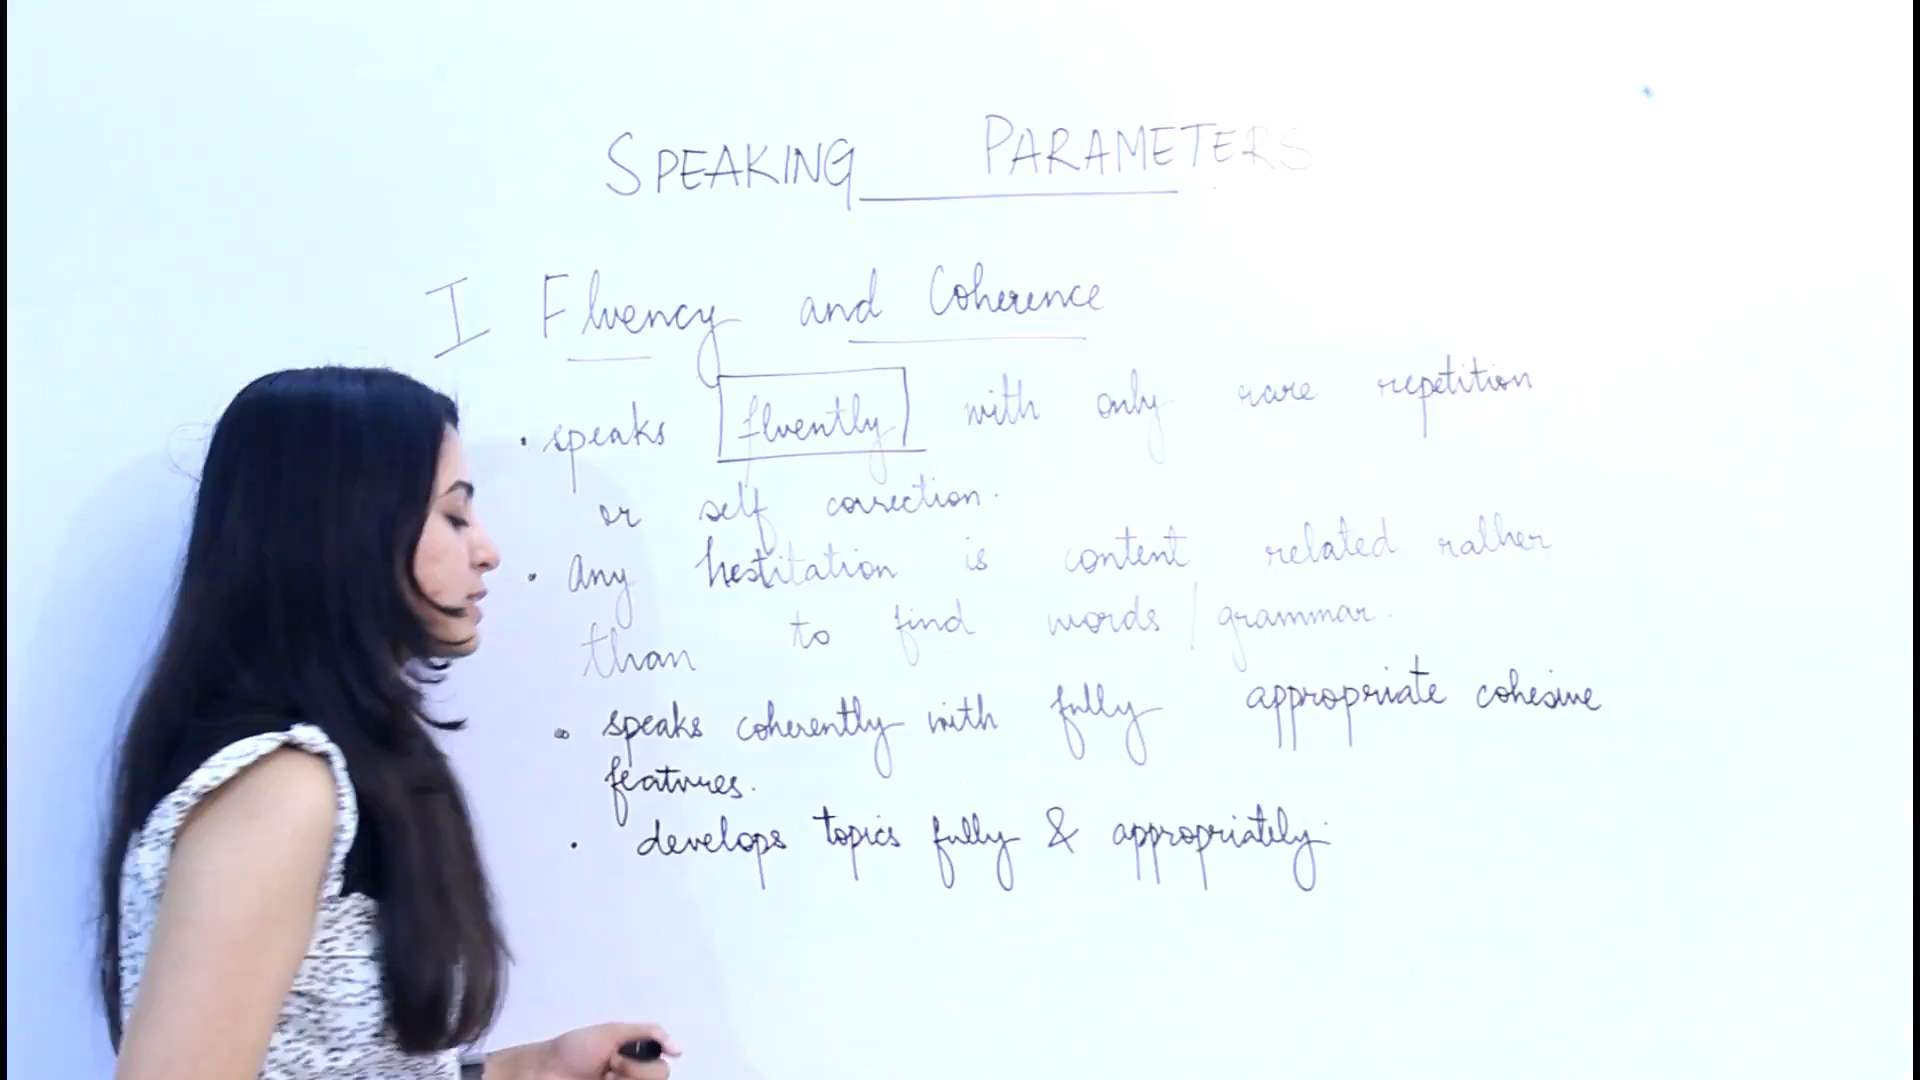 SPEAKING PARAMETERS
I Fluency and Coherence
· speaks fluently with only rare repetition
or self correction.
· any hestitation is content related rather
than to find words/grammar.
• speaks coherently with fully appropriate cohesive
features.
· develops topics fully & appropriately.